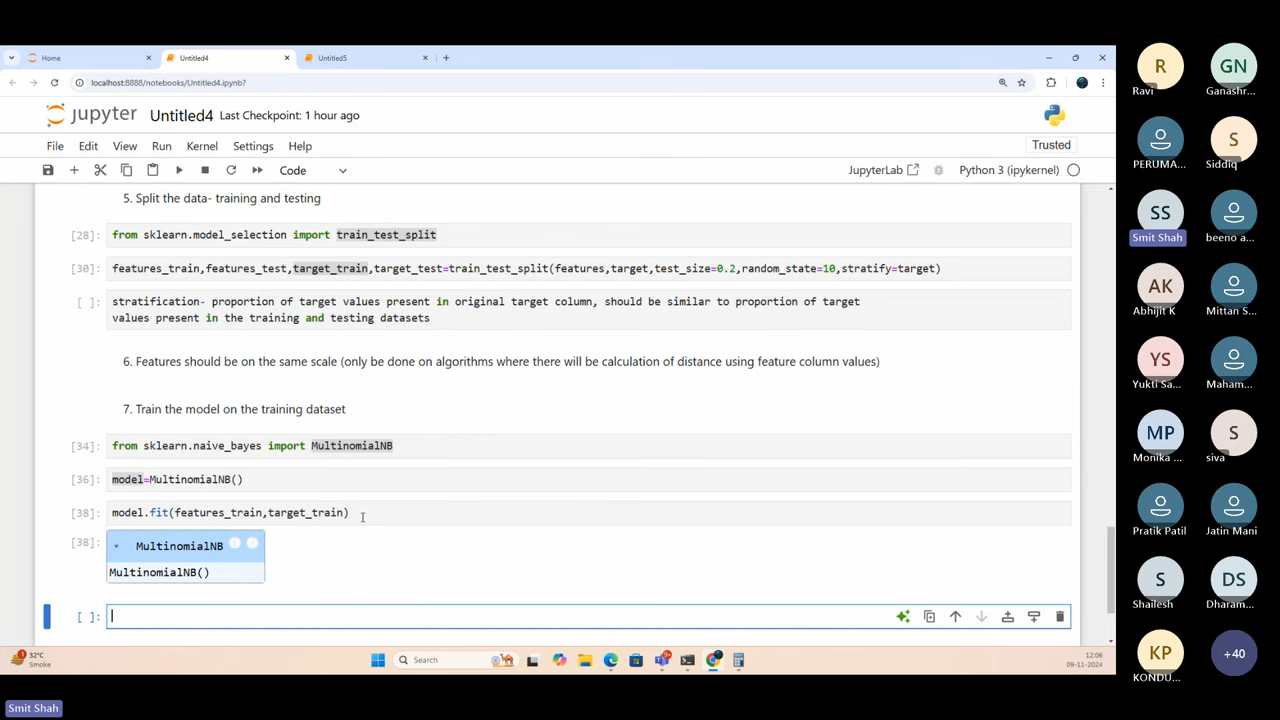 Home
Untitled4
Untitled5
localhost:8888/notebooks/Untitled4.ipynb?
jupyter Untitled4 Last Checkpoint: 1 hour ago
File Edit View Run Kernel Settings Help
Trusted
Code
JupyterLab
Python 3 (ipykernel)
5. Split the data- training and testing
[28]: from sklearn.model_selection import train_test_split
[30]: features_train,features_test,target_train,target_test=train_test_split(features,target,test_size=0.2,random_state=10,stratify=target)
[ ]: stratification- proportion of target values present in original target column, should be similar to proportion of target
values present in the training and testing datasets
6. Features should be on the same scale (only be done on algorithms where there will be calculation of distance using feature column values)
7. Train the model on the training dataset
[34]: from sklearn.naive_bayes import MultinomialNB
[36]: model=MultinomialNB()
[38]: model.fit(features_train,target_train)
[38]: MultinomialNB
MultinomialNB()
[ ]:
32°C
Smoke
Search
12:06
09-11-2024
Smit Shah
R
Ravi
GN
Ganashr...
PERUMA...
S
Siddiq
SS
Smit Shah
beeno a...
AK
Abhijit K
Mittan S...
YS
Yukti Sa...
Maham...
MP
Monika ...
S
siva
Pratik Patil
Jatin Mani
S
Shailesh
DS
Dharam...
KP
KONDU...
+40